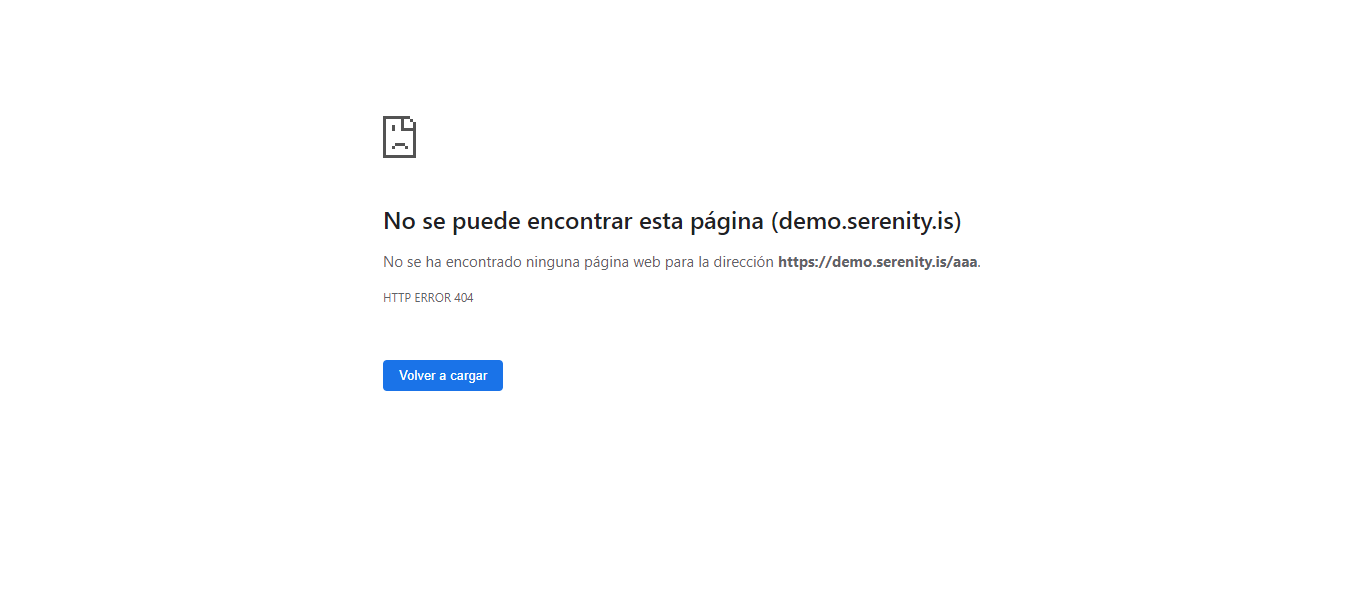 No se puede encontrar esta página (demo.serenity.is)
No se ha encontrado ninguna página web para la dirección https://demo.serenity.is/aaa.
HTTP ERROR 404
Volver a cargar